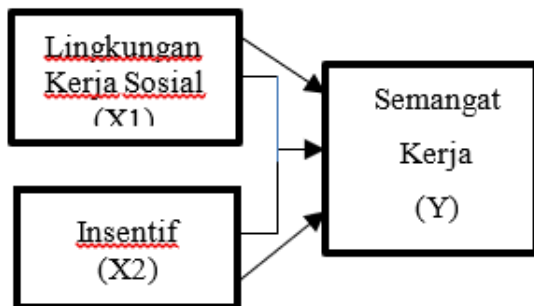 Lingkungan
Kerja Sosial
(X1)
Insentif
(X2)
Semangat
Kerja
(Y)